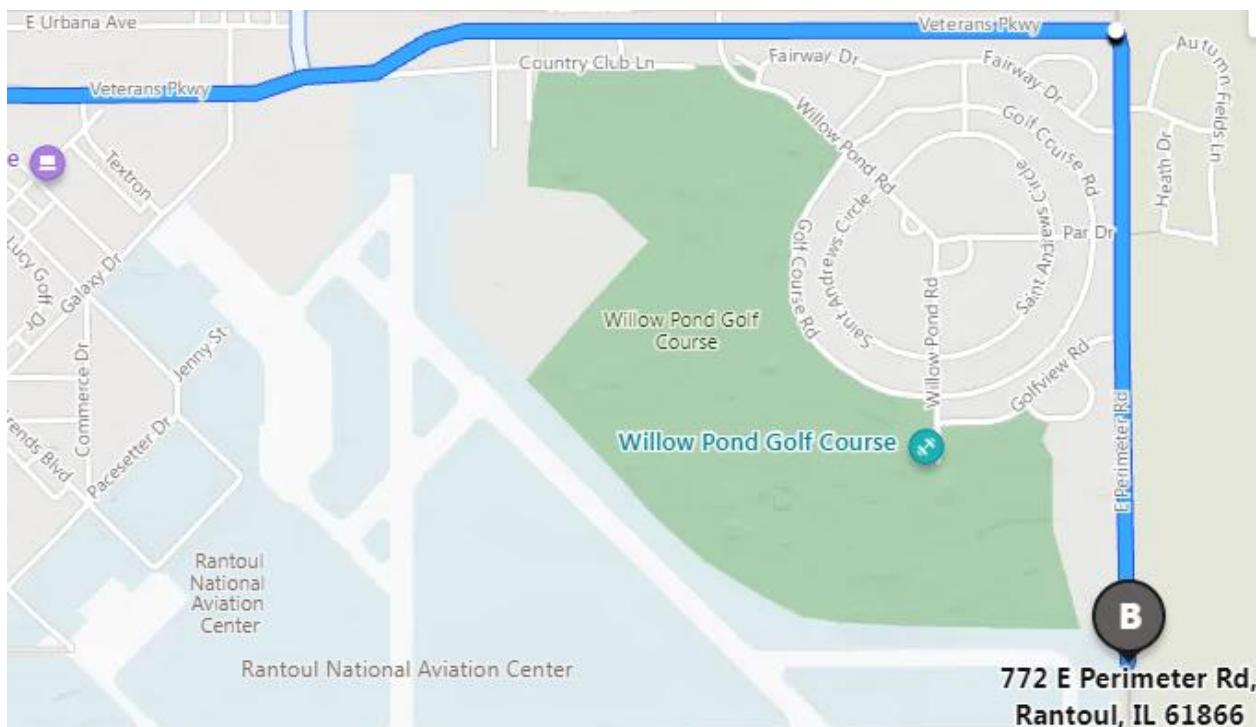 E Urbana Ave
Veterans Pkwy
Country Club Ln
Fairway Dr
Fairway Dr
Autumn Fields Ln
Veterans Pkwy
Willow Pond Rd
Golf Course Rd
Heath Dr
Textron
Saint Andrews Circle
Saint Andrews Circle
Par Dr
Lucy Goff Dr
Galaxy Dr
Golf Course Rd
Willow Pond Rd
Willow Pond Golf
Course
Jenny St
Commerce Dr
Golfview Rd
Willow Pond Golf Course
Pacesetter Dr
E Perimeter Rd
Rantoul
National
Aviation
Center
B
Rantoul National Aviation Center
772 E Perimeter Rd,
Rantoul, IL 61866